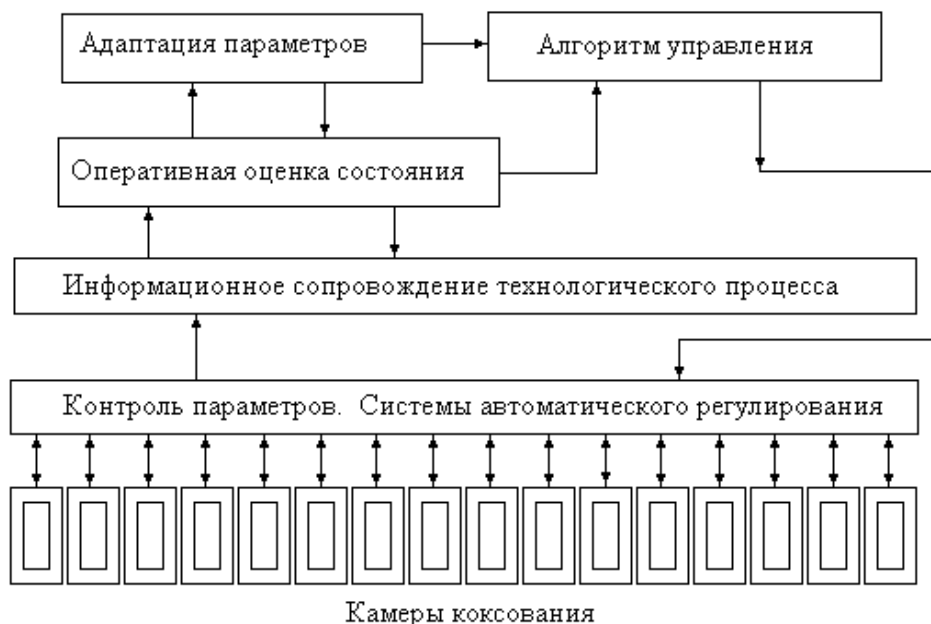 Адаптация параметров
Алгоритм управления
Оперативная оценка состояния
Информационное сопровождение технологического процесса
Контроль параметров. Системы автоматического регулирования
Камеры коксования